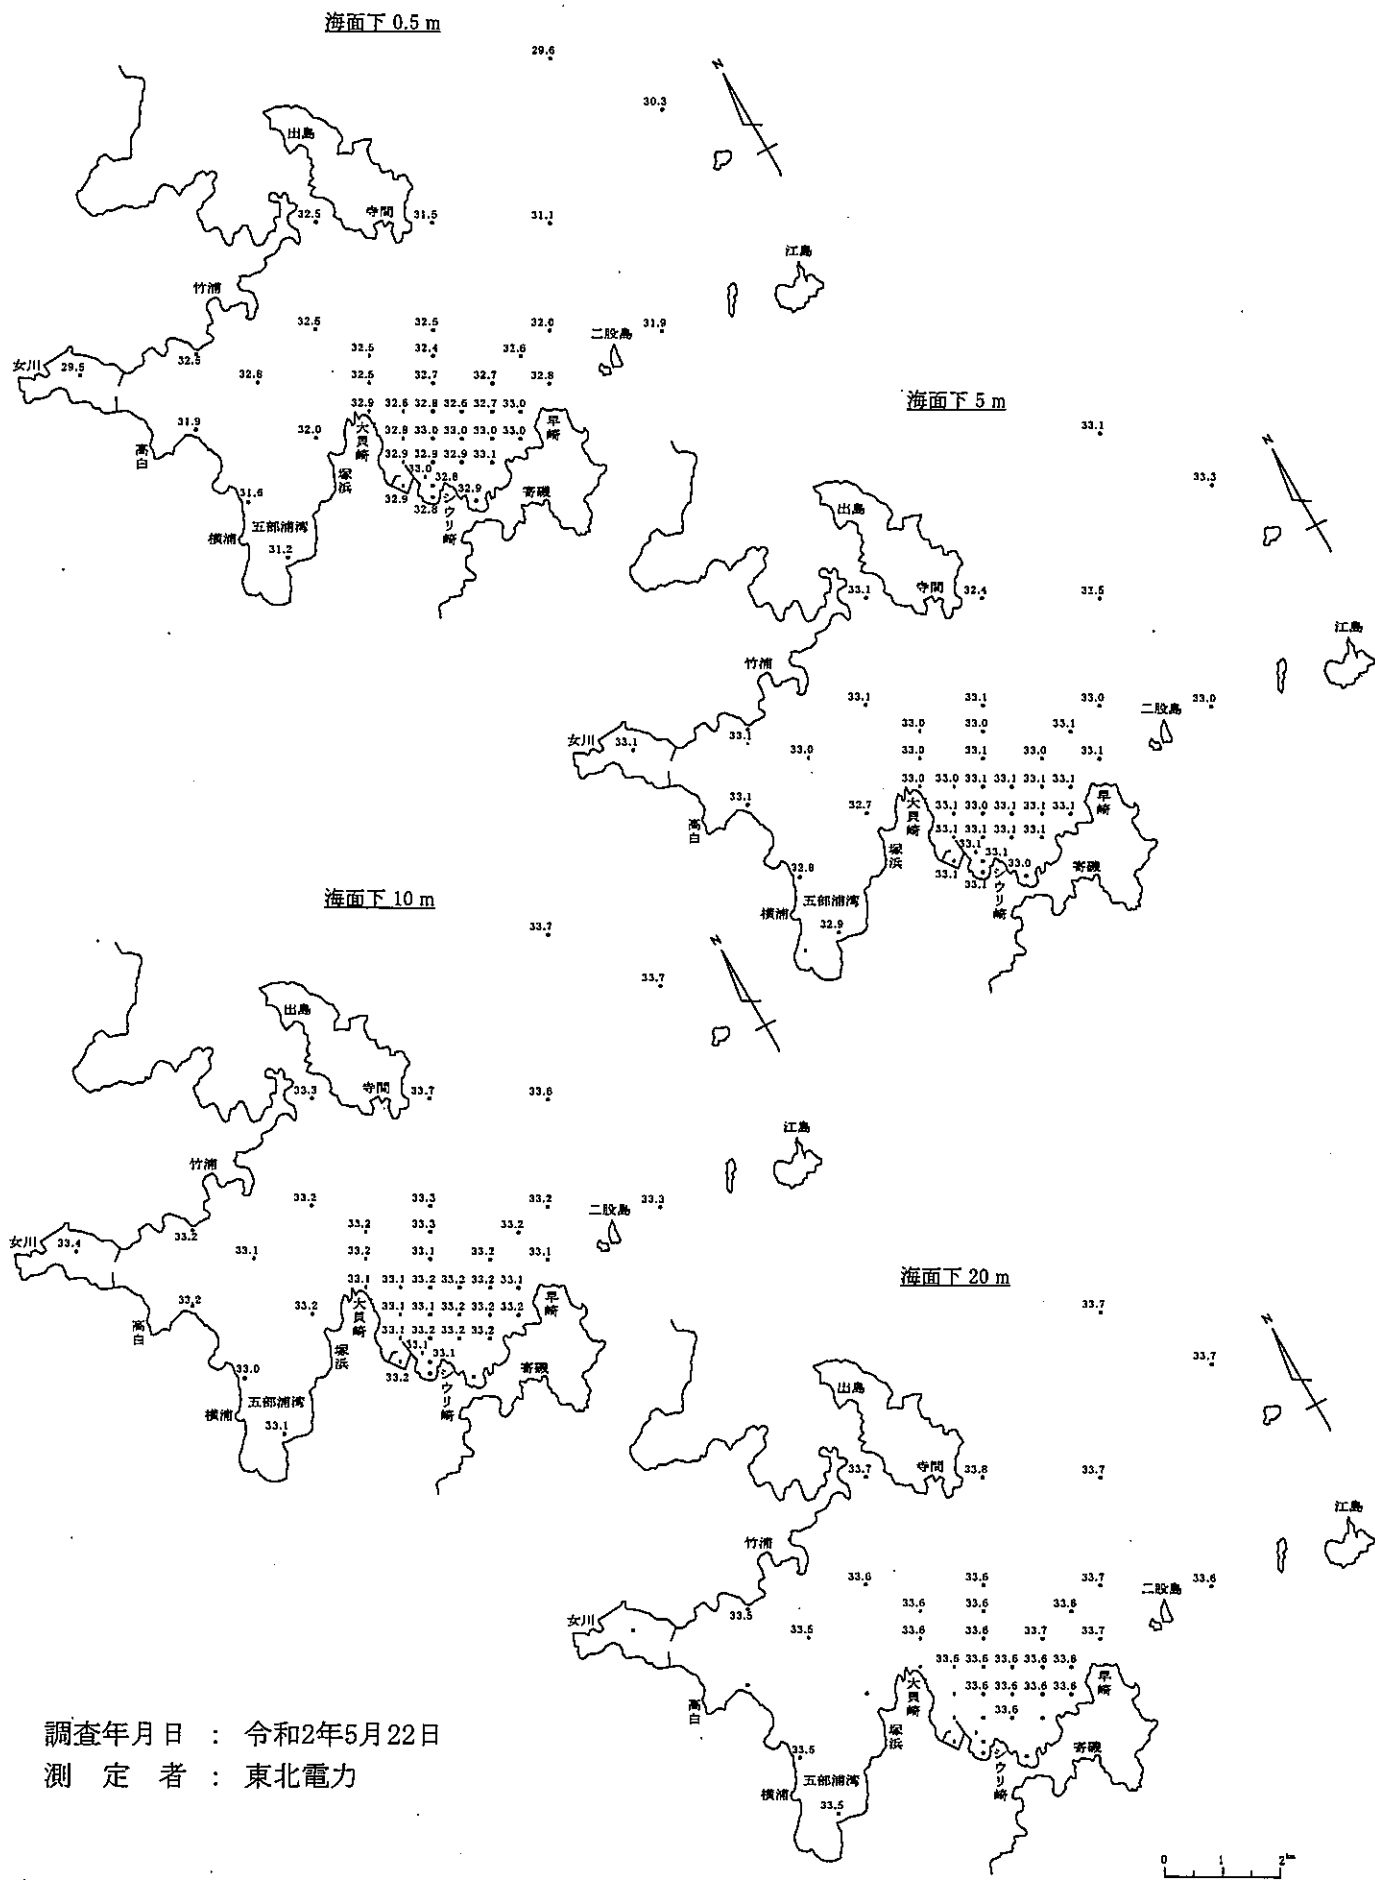 海面下 0.5 m
29.6
30.3
N
出島
寺間
32.5
31.5
31.1
江島
竹浦
32.5
32.5
32.0
31.9
二股島
女川
29.5
32.5
32.5
32.4
32.6
32.8
32.5
32.7
32.7
32.8
32.9
32.6
32.8
32.6
32.7
33.0
31.9
高白
32.0
大貝崎
32.8
33.0
33.0
33.0
33.0
早崎
塚浜
32.9
32.9
32.9
33.1
33.0
32.8
31.6
32.9
32.8
32.9
シウリ崎
寄磯
五部浦湾
横浦
31.2
海面下 5 m
33.1
33.3
N
出島
寺間
33.1
32.4
32.5
江島
竹浦
33.1
33.1
33.0
33.0
二股島
女川
33.1
33.1
33.0
33.0
33.1
33.0
33.0
33.1
33.0
33.1
33.0
33.0
33.1
33.1
33.1
33.1
33.1
高白
32.7
大貝崎
33.1
33.0
33.1
33.1
33.1
早崎
塚浜
33.1
33.1
33.1
33.1
33.1
33.1
33.0
32.8
33.1
33.1
シウリ崎
寄磯
五部浦湾
横浦
32.9
海面下 10 m
33.7
33.7
N
出島
寺間
33.3
33.7
33.6
江島
竹浦
33.2
33.3
33.2
33.3
二股島
女川
33.4
33.2
33.2
33.3
33.2
33.1
33.2
33.1
33.2
33.1
33.1
33.1
33.2
33.2
33.2
33.1
33.2
高白
33.2
大貝崎
33.1
33.1
33.2
33.2
33.2
早崎
塚浜
33.1
33.2
33.2
33.2
33.1
33.1
33.0
33.2
シウリ崎
寄磯
五部浦湾
横浦
33.1
海面下 20 m
33.7
33.7
N
出島
寺間
33.7
33.8
33.7
江島
竹浦
33.6
33.6
33.7
33.6
二股島
女川
33.5
33.6
33.6
33.6
33.5
33.6
33.6
33.7
33.7
33.6
33.6
33.6
33.6
33.6
高白
大貝崎
33.6
33.6
33.6
33.6
早崎
塚浜
33.6
33.5
シウリ崎
寄磯
五部浦湾
横浦
33.5
調査年月日 : 令和2年5月22日
測 定 者 : 東北電力
0 1 2km